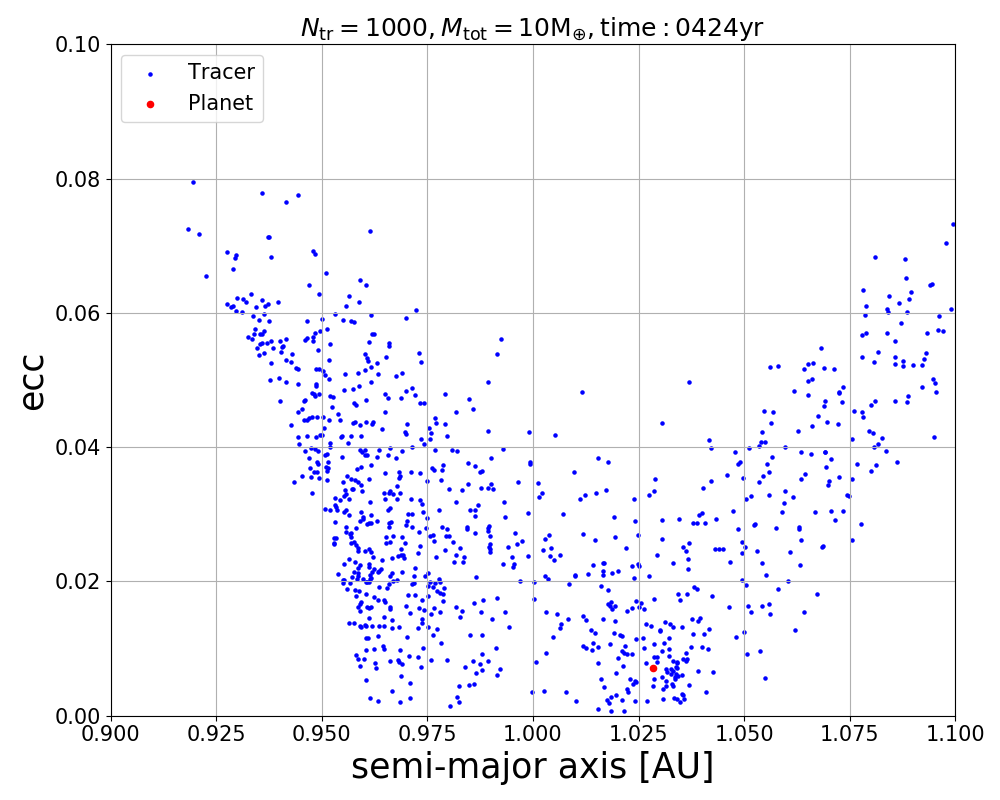 N_tr = 1000, M_tot = 10M_⊕, time : 0424yr
0.10
Tracer
Planet
0.08
0.06
ecc
0.04
0.02
0.00
0.900 0.925 0.950 0.975 1.000 1.025 1.050 1.075 1.100
semi-major axis [AU]